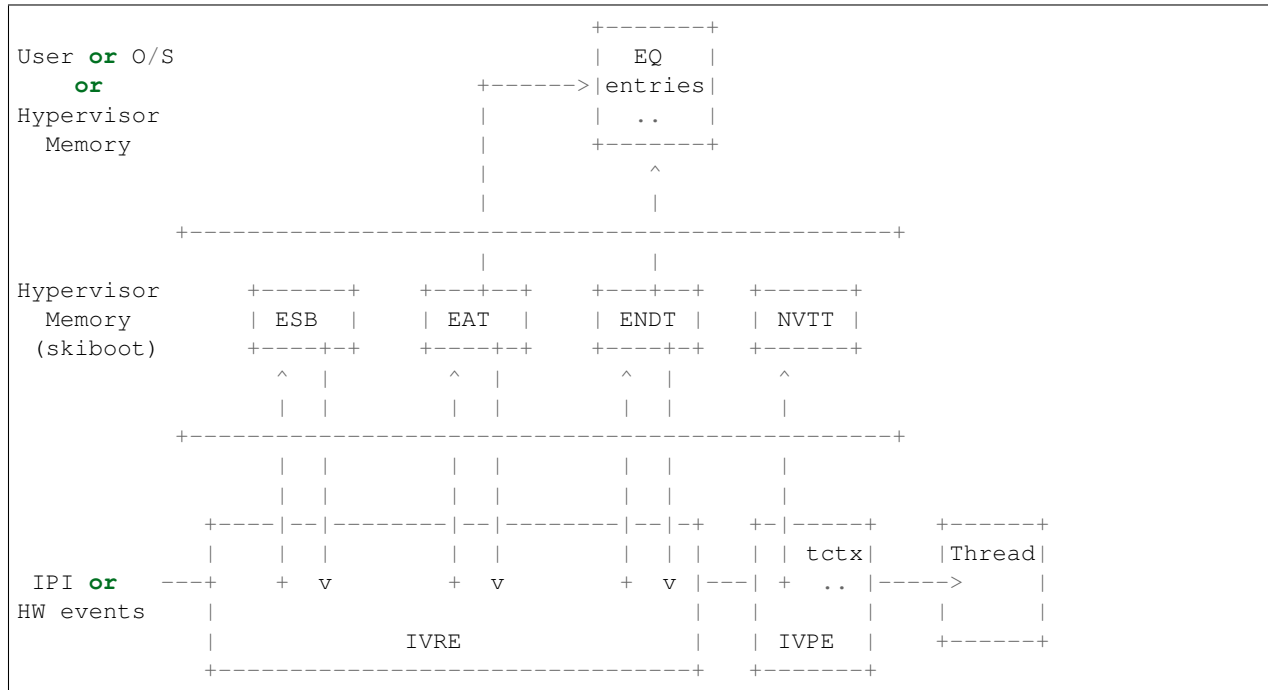 +-------+
User or O/S                               |  EQ   |
    or                            +------>|entries|
Hypervisor                        |       |  ..   |
  Memory                          |       +-------+
                                  |           ^
                                  |           |
            +-------------------------------------------------+
                                  |           |
Hypervisor       +------+     +---+--+    +---+--+   +------+
  Memory         | ESB  |     | EAT  |    | ENDT |   | NVTT |
 (skiboot)       +----+-+     +----+-+    +----+-+   +------+
                   ^  |         ^  |        ^  |       ^
                   |  |         |  |        |  |       |
            +-------------------------------------------------+
                   |  |         |  |        |  |       |
                   |  |         |  |        |  |       |
              +----|--|--------|--|--------|--|-+   +-|-----+    +------+
              |    |  |         |  |        |  | |   | | tctx|    |Thread|
 IPI or    ---+    +  v         +  v        +  v |---| +  .. |----->     |
HW events     |                                  |   |       |    |      |
              |             IVRE                 |   | IVPE  |    +------+
              +----------------------------------+   +-------+